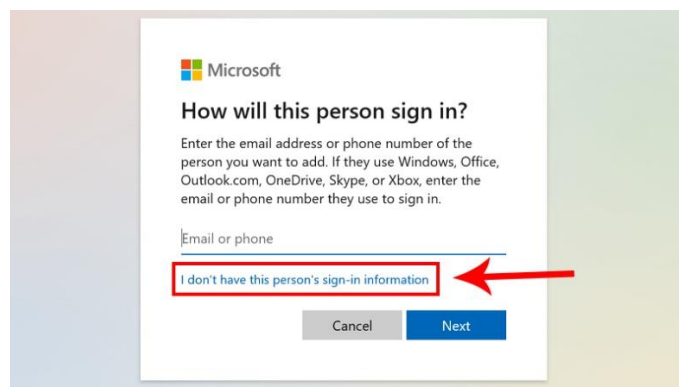 Microsoft
How will this person sign in?
Enter the email address or phone number of the
person you want to add. If they use Windows, Office,
Outlook.com, OneDrive, Skype, or Xbox, enter the
email or phone number they use to sign in.
Email or phone
I don't have this person's sign-in information
Cancel Next